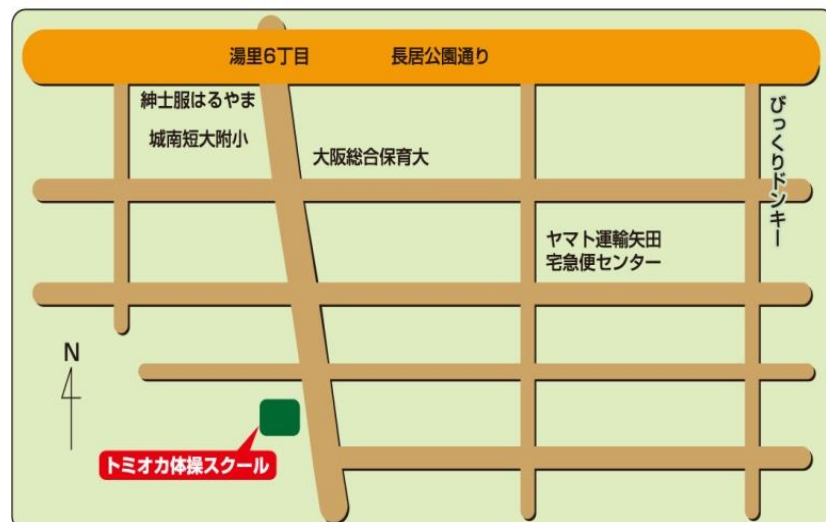 湯里6丁目
長居公園通り
紳士服はるやま
城南短大附小
大阪総合保育大
びっくりドンキー
ヤマト運輸矢田
宅急便センター
N
トミオカ体操スクール